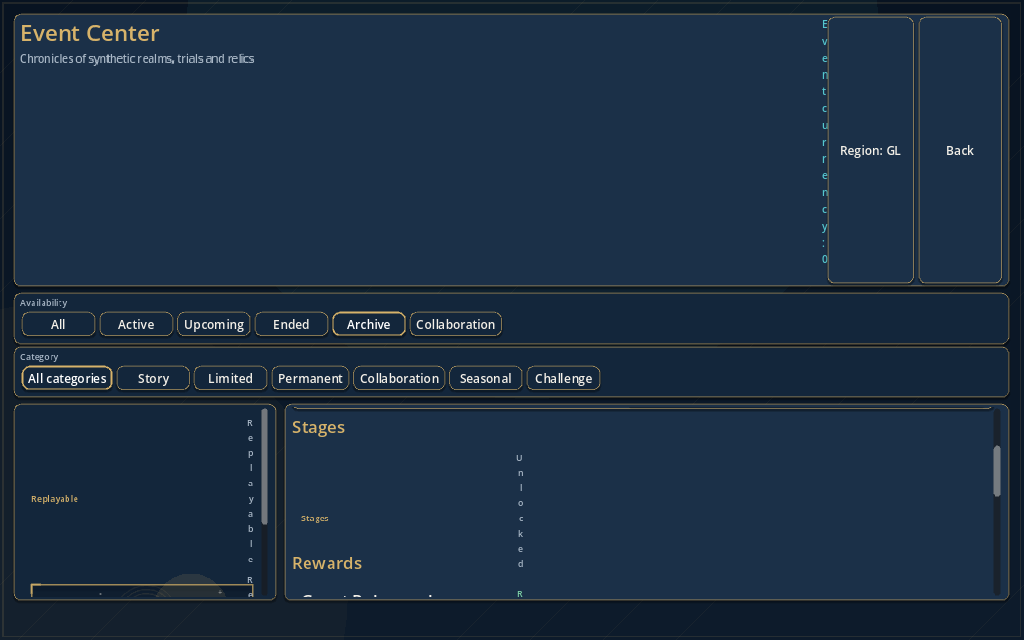 Event Center
Chronicles of synthetic realms, trials and relics
Event currency: 0
Region: GL
Back
Availability
All
Active
Upcoming
Ended
Archive
Collaboration
Category
All categories
Story
Limited
Permanent
Collaboration
Seasonal
Challenge
Replayable
Replayable
Re
Stages
Unlocked
Stages
Rewards
R